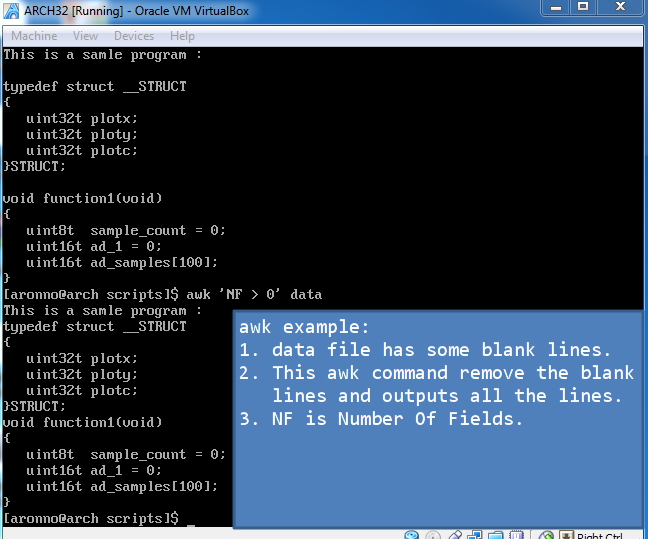 ARCH32 [Running] - Oracle VM VirtualBox
Machine View Devices Help
This is a samle program :
typedef struct __STRUCT
{
uint32t plotx;
uint32t ploty;
uint32t plotc;
}STRUCT;
void function1(void)
{
uint8t sample_count = 0;
uint16t ad_1 = 0;
uint16t ad_samples[100];
}
[aronno@arch scripts]$ awk 'NF > 0' data
This is a samle program :
typedef struct __STRUCT
{
uint32t plotx;
uint32t ploty;
uint32t plotc;
}STRUCT;
void function1(void)
{
uint8t sample_count = 0;
uint16t ad_1 = 0;
uint16t ad_samples[100];
}
[aronno@arch scripts]$ _
awk example:
1. data file has some blank lines.
2. This awk command remove the blank
lines and outputs all the lines.
3. NF is Number Of Fields.
Right Ctrl